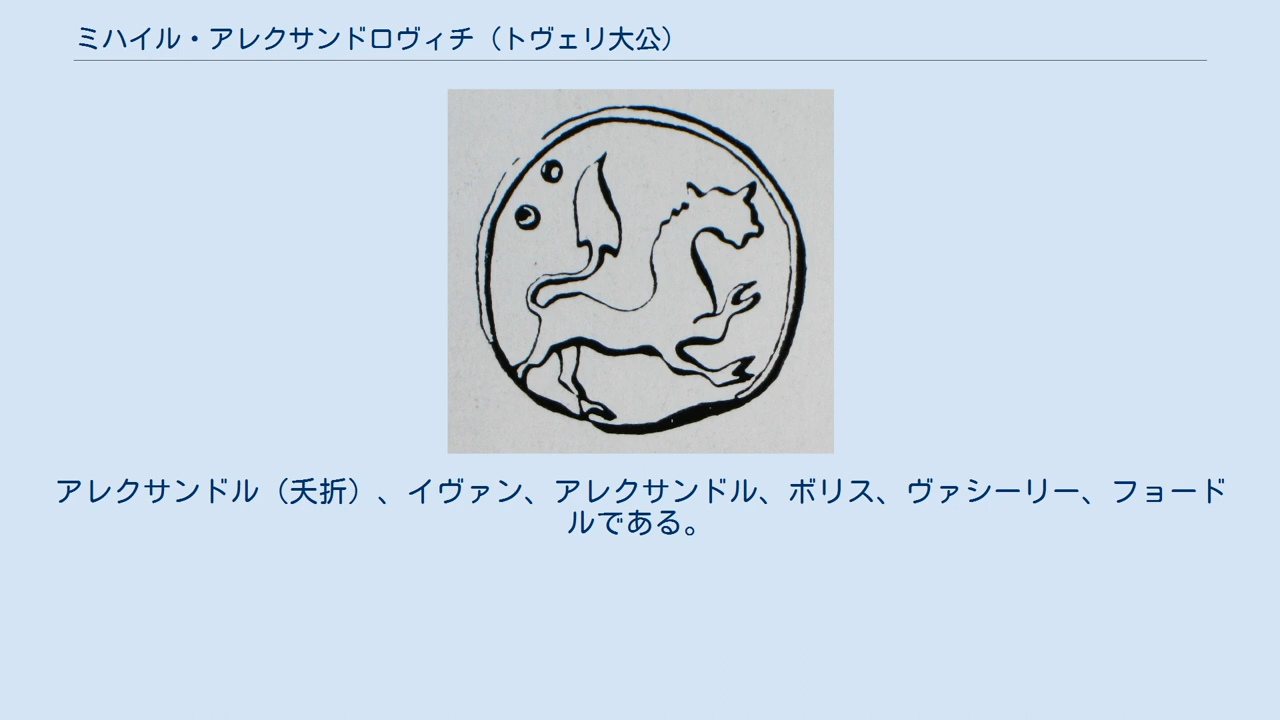 ミハイル・アレクサンドロヴィチ（トヴェリ大公）
アレクサンドル（夭折）、イヴァン、アレクサンドル、ボリス、ヴァシーリー、フョード
ルである。